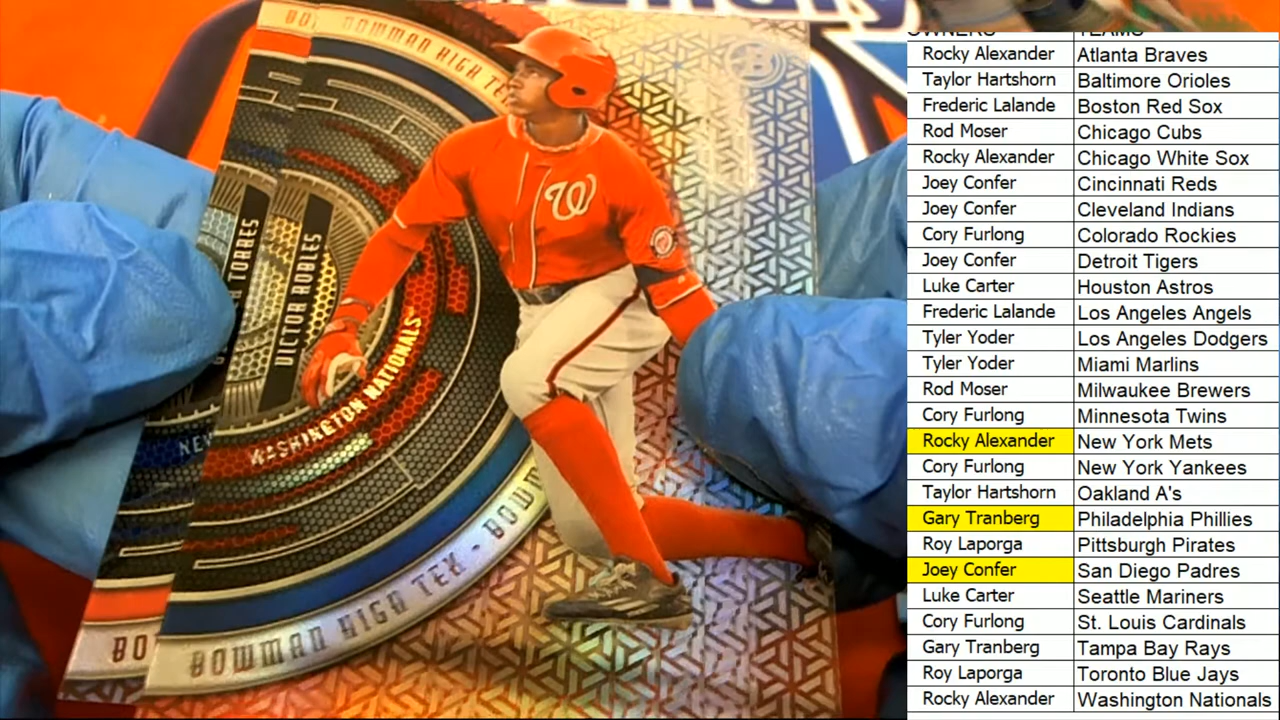 BOWMAN HIGH TE
BO
VICTOR ROBLES
TORRES
WASHINGTON NATIONALS
NEW
BOWMAN HIGH TEK - BOWM
BO
W
B
OWNERS TEAMS
Rocky Alexander Atlanta Braves
Taylor Hartshorn Baltimore Orioles
Frederic Lalande Boston Red Sox
Rod Moser Chicago Cubs
Rocky Alexander Chicago White Sox
Joey Confer Cincinnati Reds
Joey Confer Cleveland Indians
Cory Furlong Colorado Rockies
Joey Confer Detroit Tigers
Luke Carter Houston Astros
Frederic Lalande Los Angeles Angels
Tyler Yoder Los Angeles Dodgers
Tyler Yoder Miami Marlins
Rod Moser Milwaukee Brewers
Cory Furlong Minnesota Twins
Rocky Alexander New York Mets
Cory Furlong New York Yankees
Taylor Hartshorn Oakland A's
Gary Tranberg Philadelphia Phillies
Roy Laporga Pittsburgh Pirates
Joey Confer San Diego Padres
Luke Carter Seattle Mariners
Cory Furlong St. Louis Cardinals
Gary Tranberg Tampa Bay Rays
Roy Laporga Toronto Blue Jays
Rocky Alexander Washington Nationals